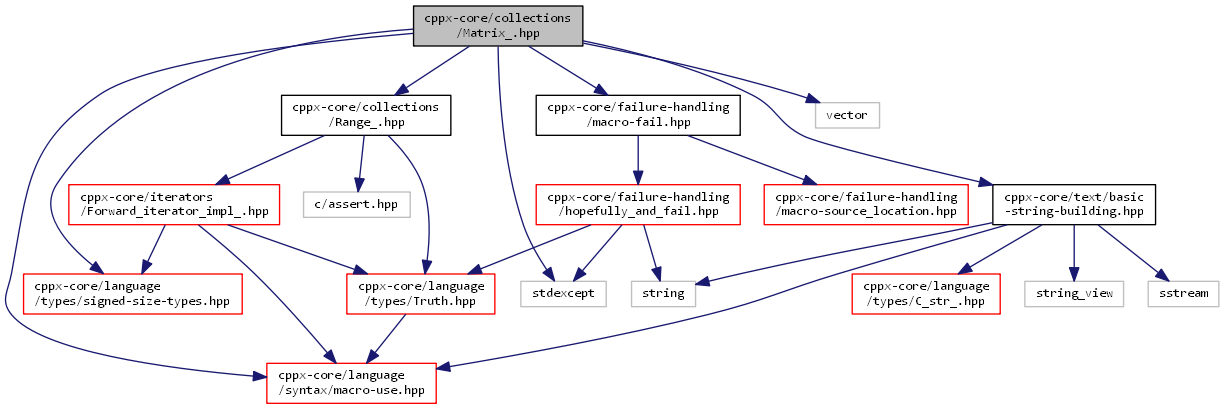 cppx-core/collections
/Matrix_.hpp
cppx-core/collections
/Range_.hpp
cppx-core/failure-handling
/macro-fail.hpp
vector
cppx-core/iterators
/Forward_iterator_impl_.hpp
c/assert.hpp
cppx-core/failure-handling
/hopefully_and_fail.hpp
cppx-core/failure-handling
/macro-source_location.hpp
cppx-core/text/basic
-string-building.hpp
cppx-core/language
/types/signed-size-types.hpp
cppx-core/language
/types/Truth.hpp
stdexcept
string
cppx-core/language
/types/C_str_.hpp
string_view
sstream
cppx-core/language
/syntax/macro-use.hpp